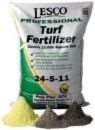 LESCO
PROFESSIONAL
Turf
Fertilizer
24-5-11